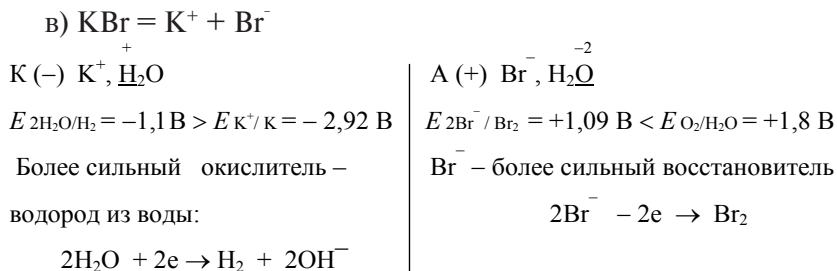 в) KBr = K⁺ + Br⁻
К (–) K⁺, H₂O
+
E 2H₂O/H₂ = –1,1 В > E K⁺/ K = – 2,92 В
Более сильный окислитель –
водород из воды:
2H₂O + 2e → H₂ + 2OH⁻
А (+) Br⁻, H₂O
–2
E 2Br⁻ / Br₂ = +1,09 В < E O₂/H₂O = +1,8 В
Br⁻ – более сильный восстановитель
2Br⁻ – 2e → Br₂